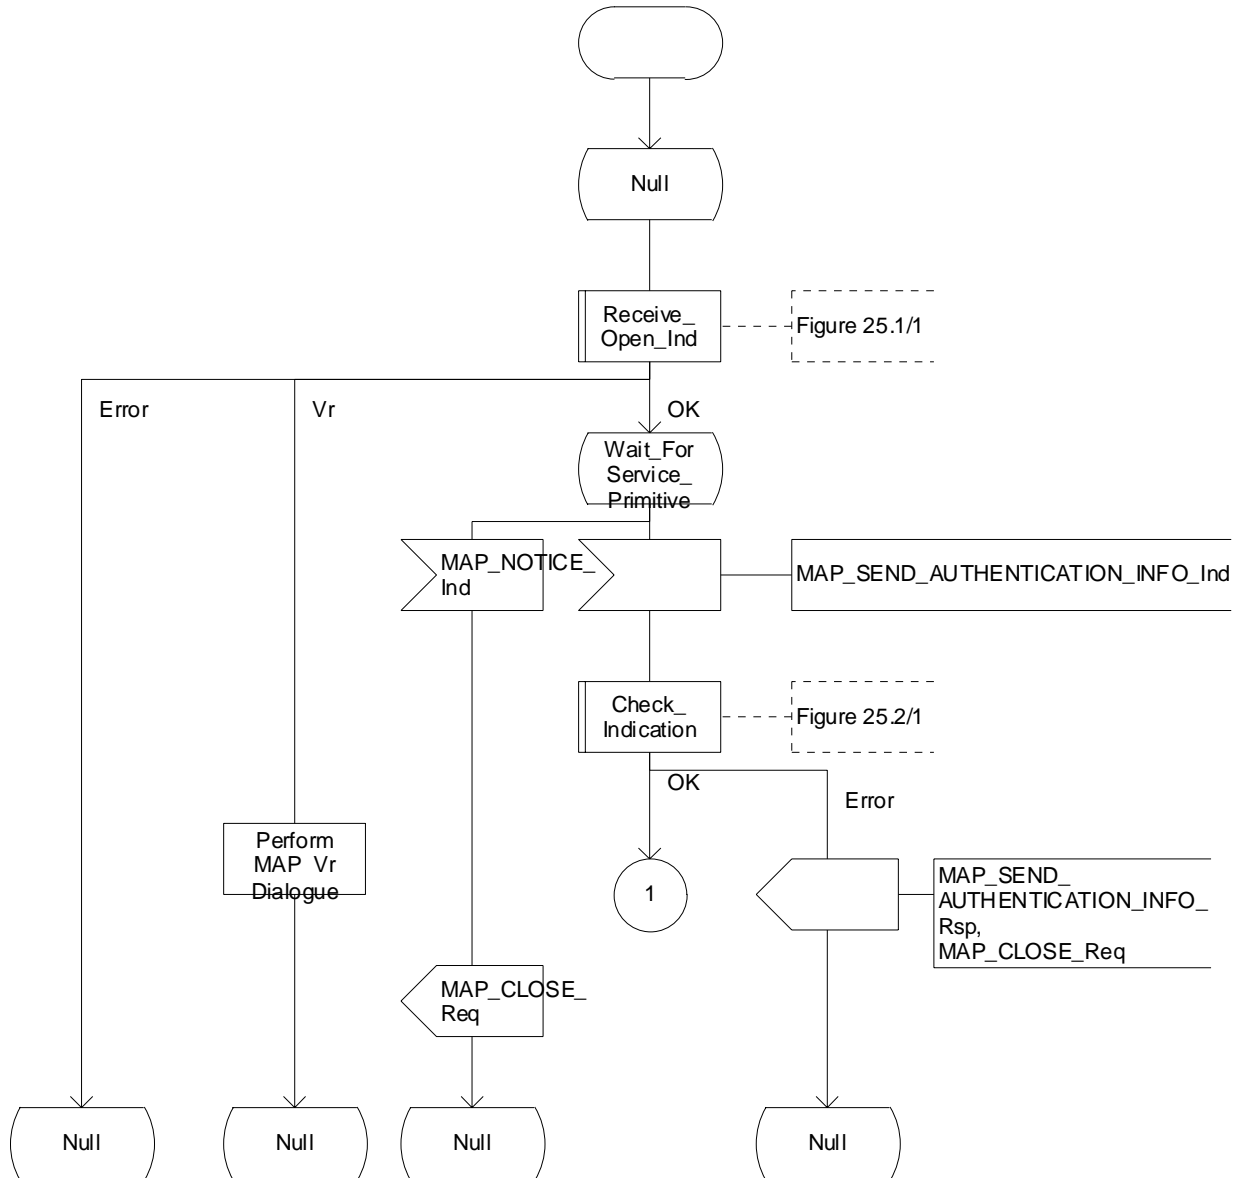 Null
Receive_
Open_Ind
Figure 25.1/1
Error
Vr
OK
Wait_For
Service_
Primitive
MAP_NOTICE_
Ind
MAP_SEND_AUTHENTICATION_INFO_Ind
Check_
Indication
Figure 25.2/1
OK
Error
Perform
MAP Vr
Dialogue
1
MAP_SEND_
AUTHENTICATION_INFO_
Rsp,
MAP_CLOSE_Req
MAP_CLOSE_
Req
Null
Null
Null
Null